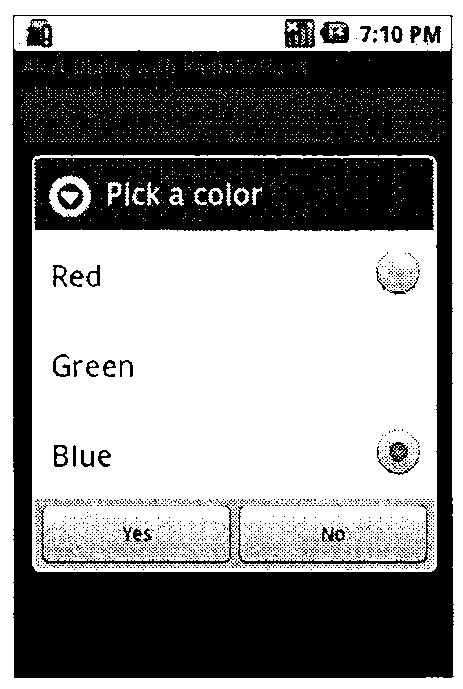 7:10 PM
Pick a color
Red
Green
Blue
Yes
No